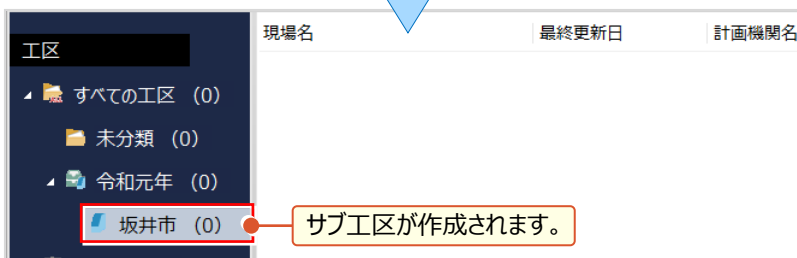 現場名 最終更新日 計画機関名
工区
すべての工区 (0)
未分類 (0)
令和元年 (0)
坂井市 (0)
サブ工区が作成されます。